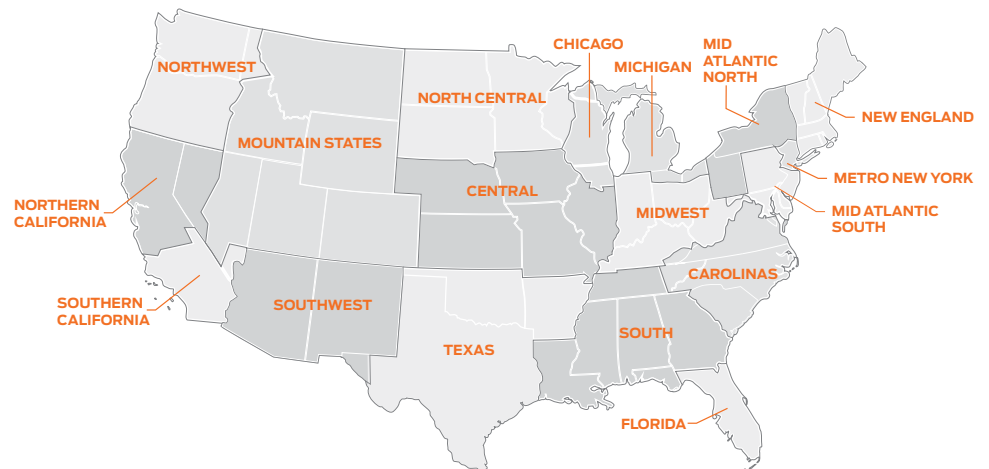 CHICAGO
MID
ATLANTIC
NORTH
MICHIGAN
NORTHWEST
NORTH CENTRAL
NEW ENGLAND
MOUNTAIN STATES
METRO NEW YORK
CENTRAL
NORTHERN
CALIFORNIA
MIDWEST
MID ATLANTIC
SOUTH
CAROLINAS
SOUTHERN
CALIFORNIA
SOUTHWEST
SOUTH
TEXAS
FLORIDA